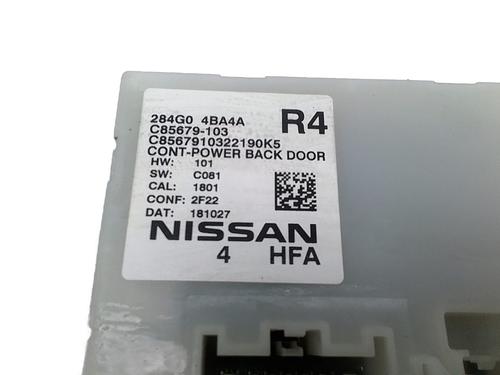 284G0 4BA4A R4
C85679-103
C8567910322190K5
CONT-POWER BACK DOOR
HW: 101
SW: C081
CAL: 1801
CONF: 2F22
DAT: 181027
NISSAN
4 HFA